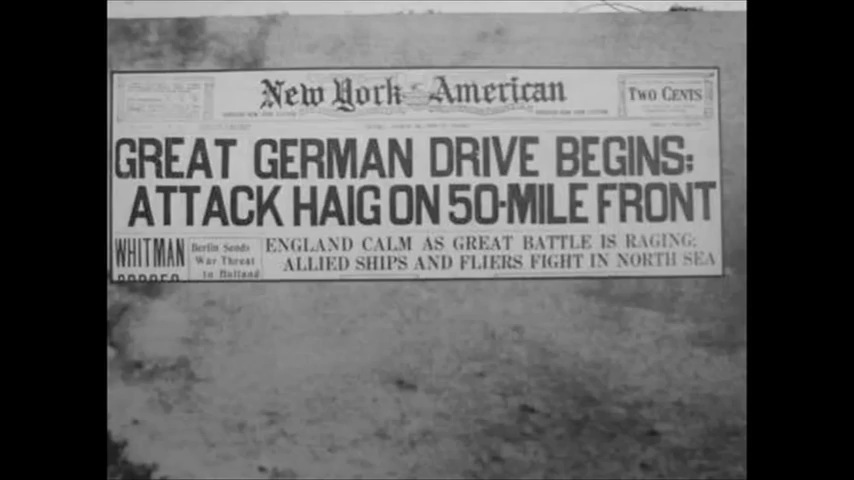 New York American
TWO CENTS
GREAT GERMAN DRIVE BEGINS;
ATTACK HAIG ON 50-MILE FRONT
WHITMAN
Berlin Sends
War Threat
to Holland
ENGLAND CALM AS GREAT BATTLE IS RAGING;
ALLIED SHIPS AND FLIERS FIGHT IN NORTH SEA